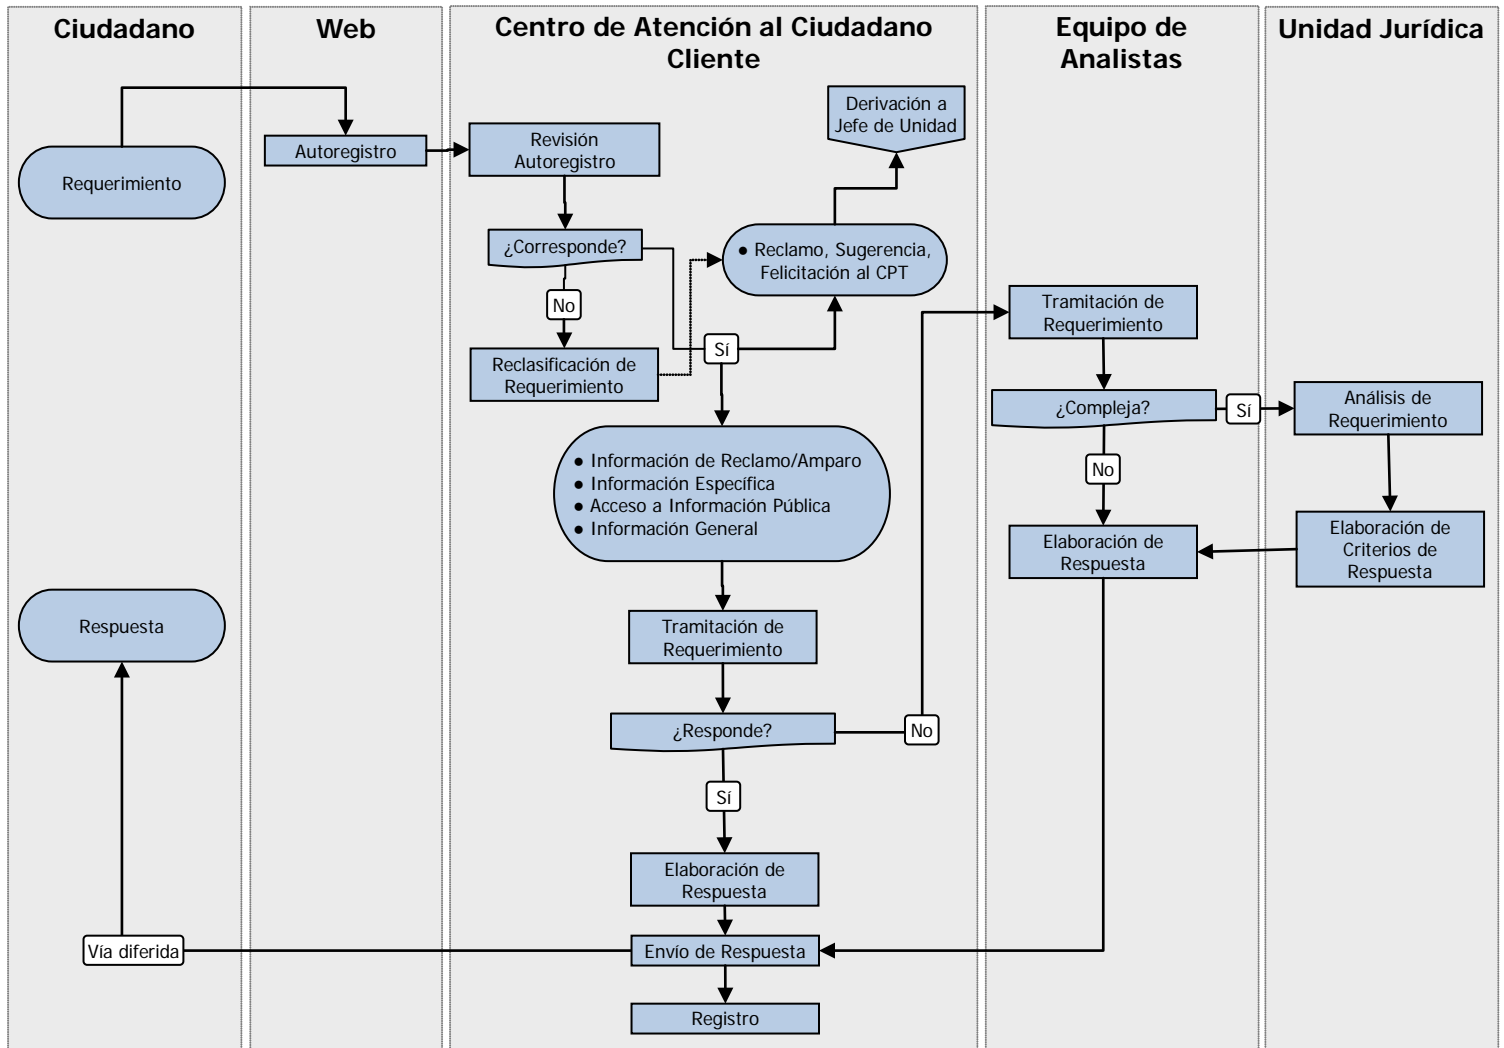 Ciudadano
Web
Centro de Atención al Ciudadano
Cliente
Equipo de
Analistas
Unidad Jurídica
Requerimiento
Autoregistro
Revisión
Autoregistro
¿Corresponde?
No
Reclasificación de
Requerimiento
Derivación a
Jefe de Unidad
● Reclamo, Sugerencia,
Felicitación al CPT
Sí
● Información de Reclamo/Amparo
● Información Específica
● Acceso a Información Pública
● Información General
Tramitación de
Requerimiento
¿Responde?
No
Sí
Elaboración de
Respuesta
Envío de Respuesta
Registro
Tramitación de
Requerimiento
¿Compleja?
Sí
No
Elaboración de
Respuesta
Análisis de
Requerimiento
Elaboración de
Criterios de
Respuesta
Respuesta
Vía diferida